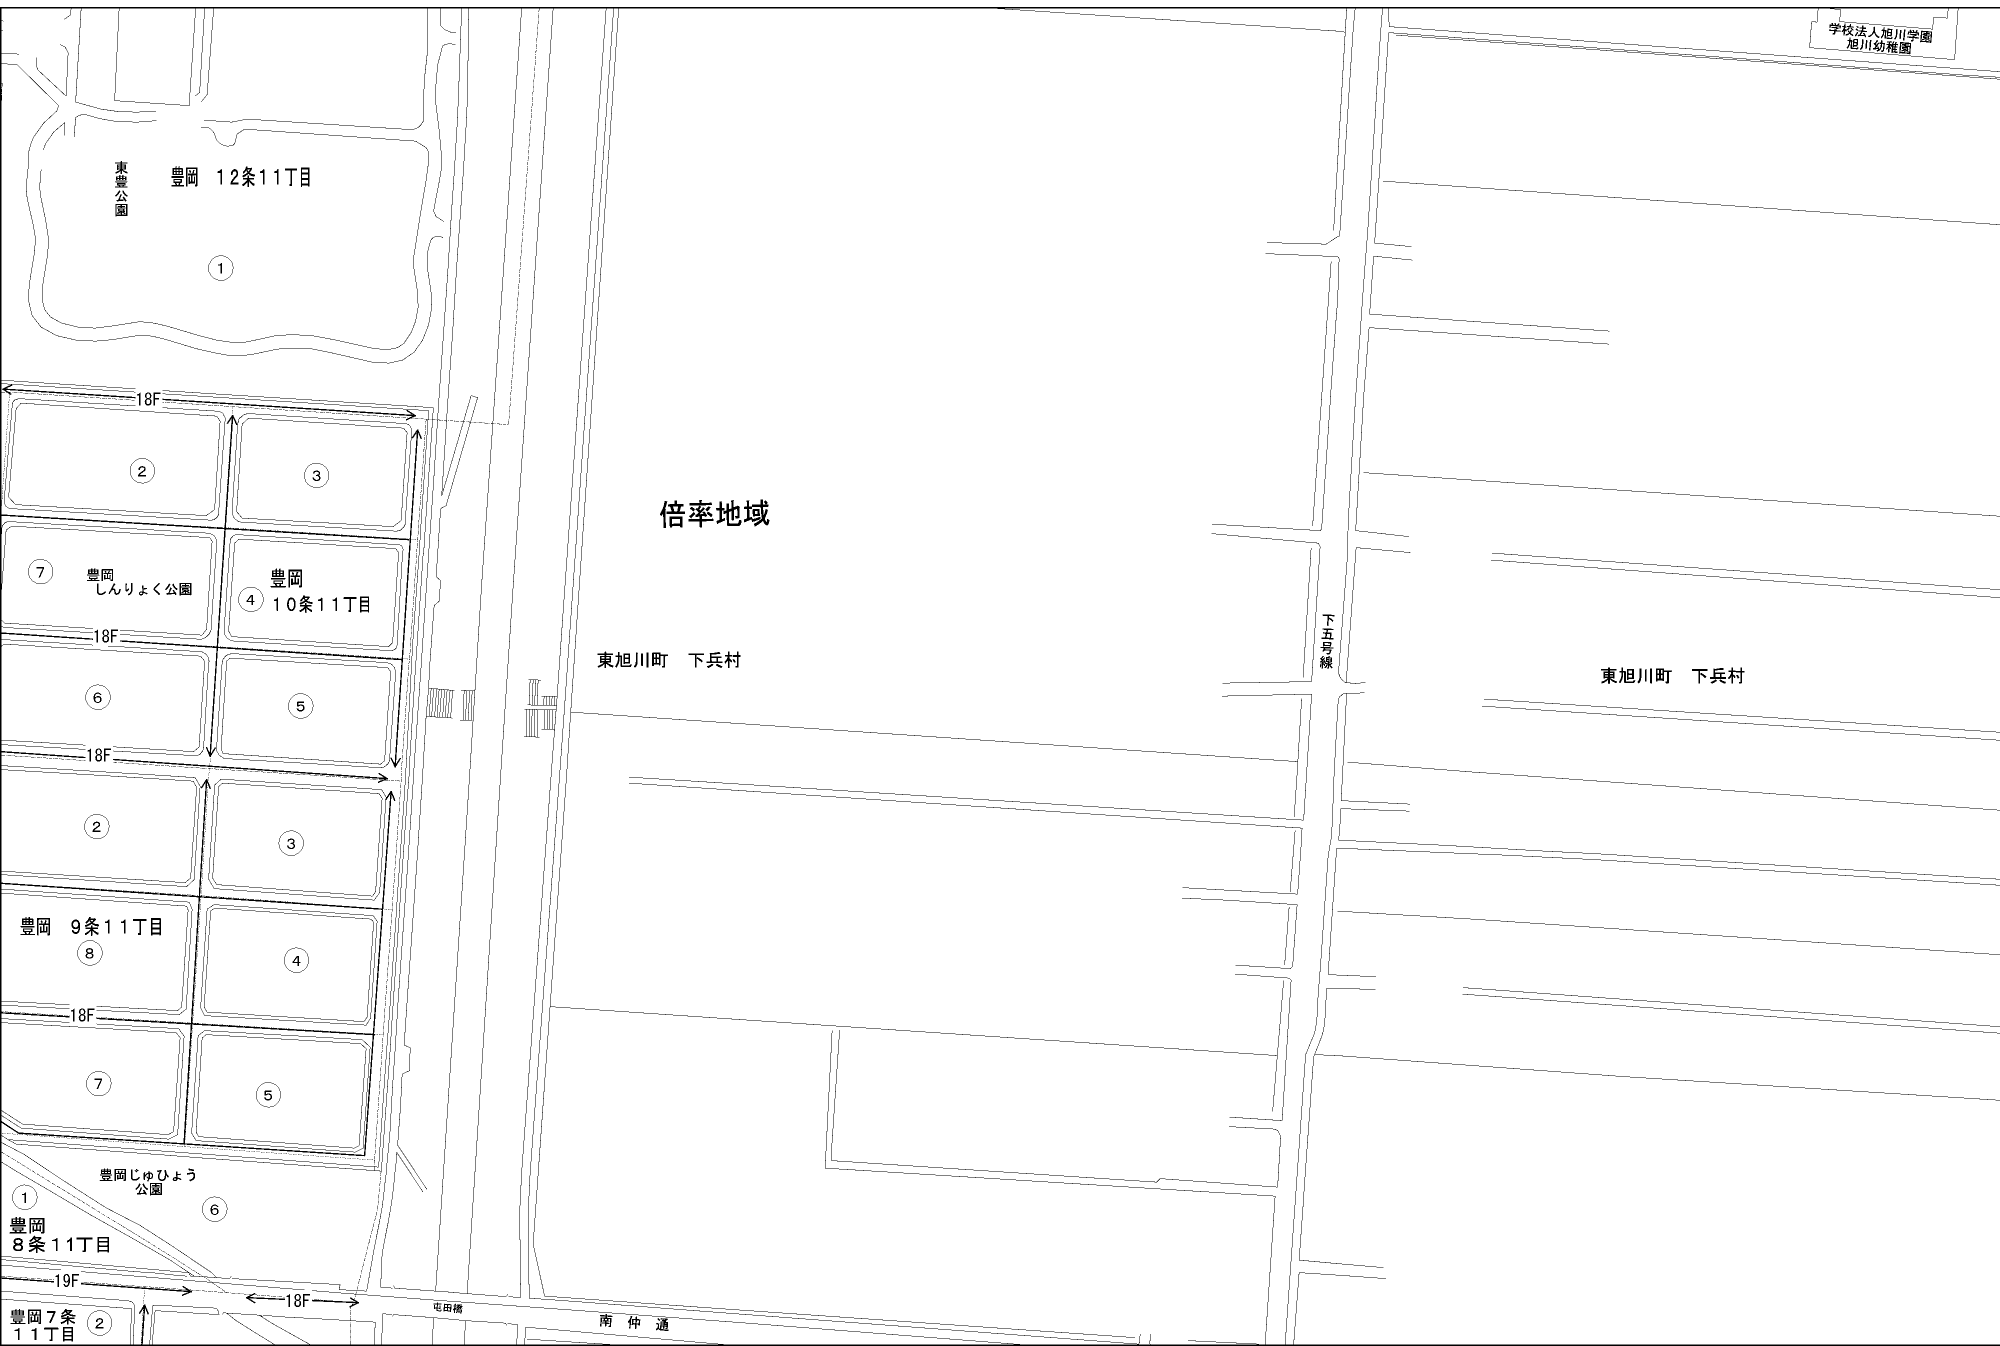 学校法人旭川学園
旭川幼稚園
東豊公園
豊岡　１２条１１丁目
1
18F
2
3
倍率地域
7
豊岡
しんりょく公園
4
豊岡
１０条１１丁目
18F
下五号線
東旭川町　下兵村
東旭川町　下兵村
6
5
18F
2
3
豊岡　９条１１丁目
8
4
18F
7
5
豊岡じゅひょう
公園
1
6
豊岡
８条１１丁目
19F
18F
屯田橋
豊岡７条
１１丁目
2
南仲通